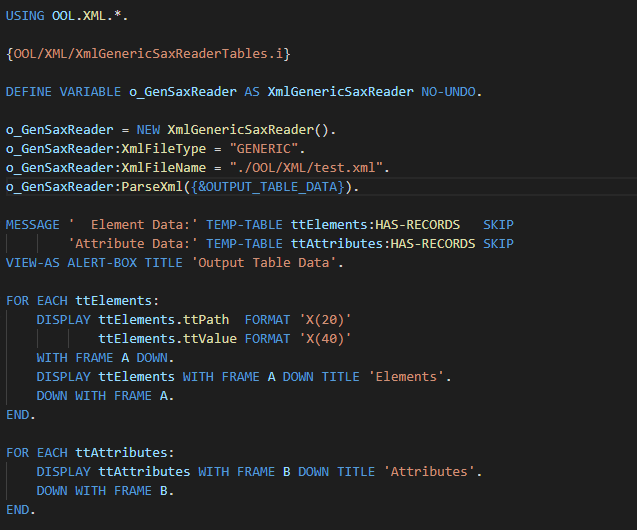 USING OOL.XML.*.
{OOL/XML/XmlGenericSaxReaderTables.i}
DEFINE VARIABLE o_GenSaxReader AS XmlGenericSaxReader NO-UNDO.
o_GenSaxReader = NEW XmlGenericSaxReader().
o_GenSaxReader:XmlFileType = "GENERIC".
o_GenSaxReader:XmlFileName = "./OOL/XML/test.xml".
o_GenSaxReader:ParseXml({&OUTPUT_TABLE_DATA}).
MESSAGE '  Element Data:' TEMP-TABLE ttElements:HAS-RECORDS   SKIP
        'Attribute Data:' TEMP-TABLE ttAttributes:HAS-RECORDS SKIP
VIEW-AS ALERT-BOX TITLE 'Output Table Data'.
FOR EACH ttElements:
    DISPLAY ttElements.ttPath  FORMAT 'X(20)'
            ttElements.ttValue FORMAT 'X(40)'
    WITH FRAME A DOWN.
    DISPLAY ttElements WITH FRAME A DOWN TITLE 'Elements'.
    DOWN WITH FRAME A.
END.
FOR EACH ttAttributes:
    DISPLAY ttAttributes WITH FRAME B DOWN TITLE 'Attributes'.
    DOWN WITH FRAME B.
END.